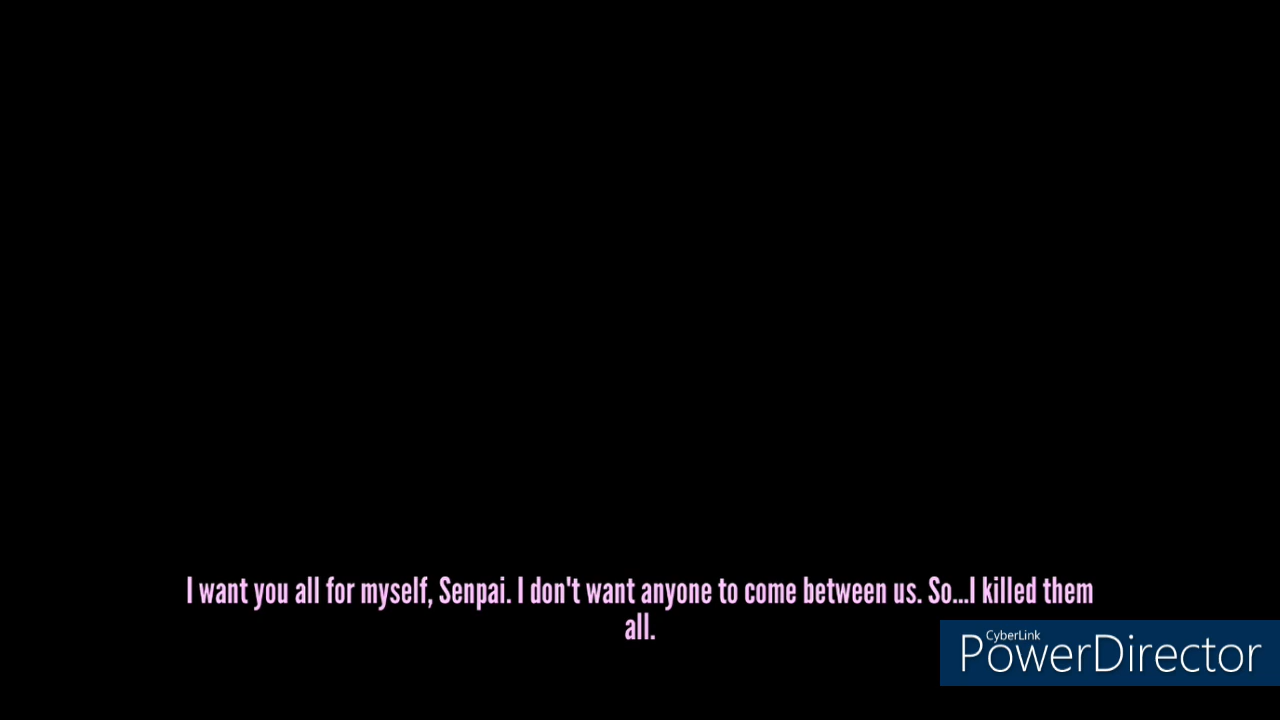 I want you all for myself, Senpai. I don't want anyone to come between us. So...I killed them
all.
CyberLink
PowerDirector